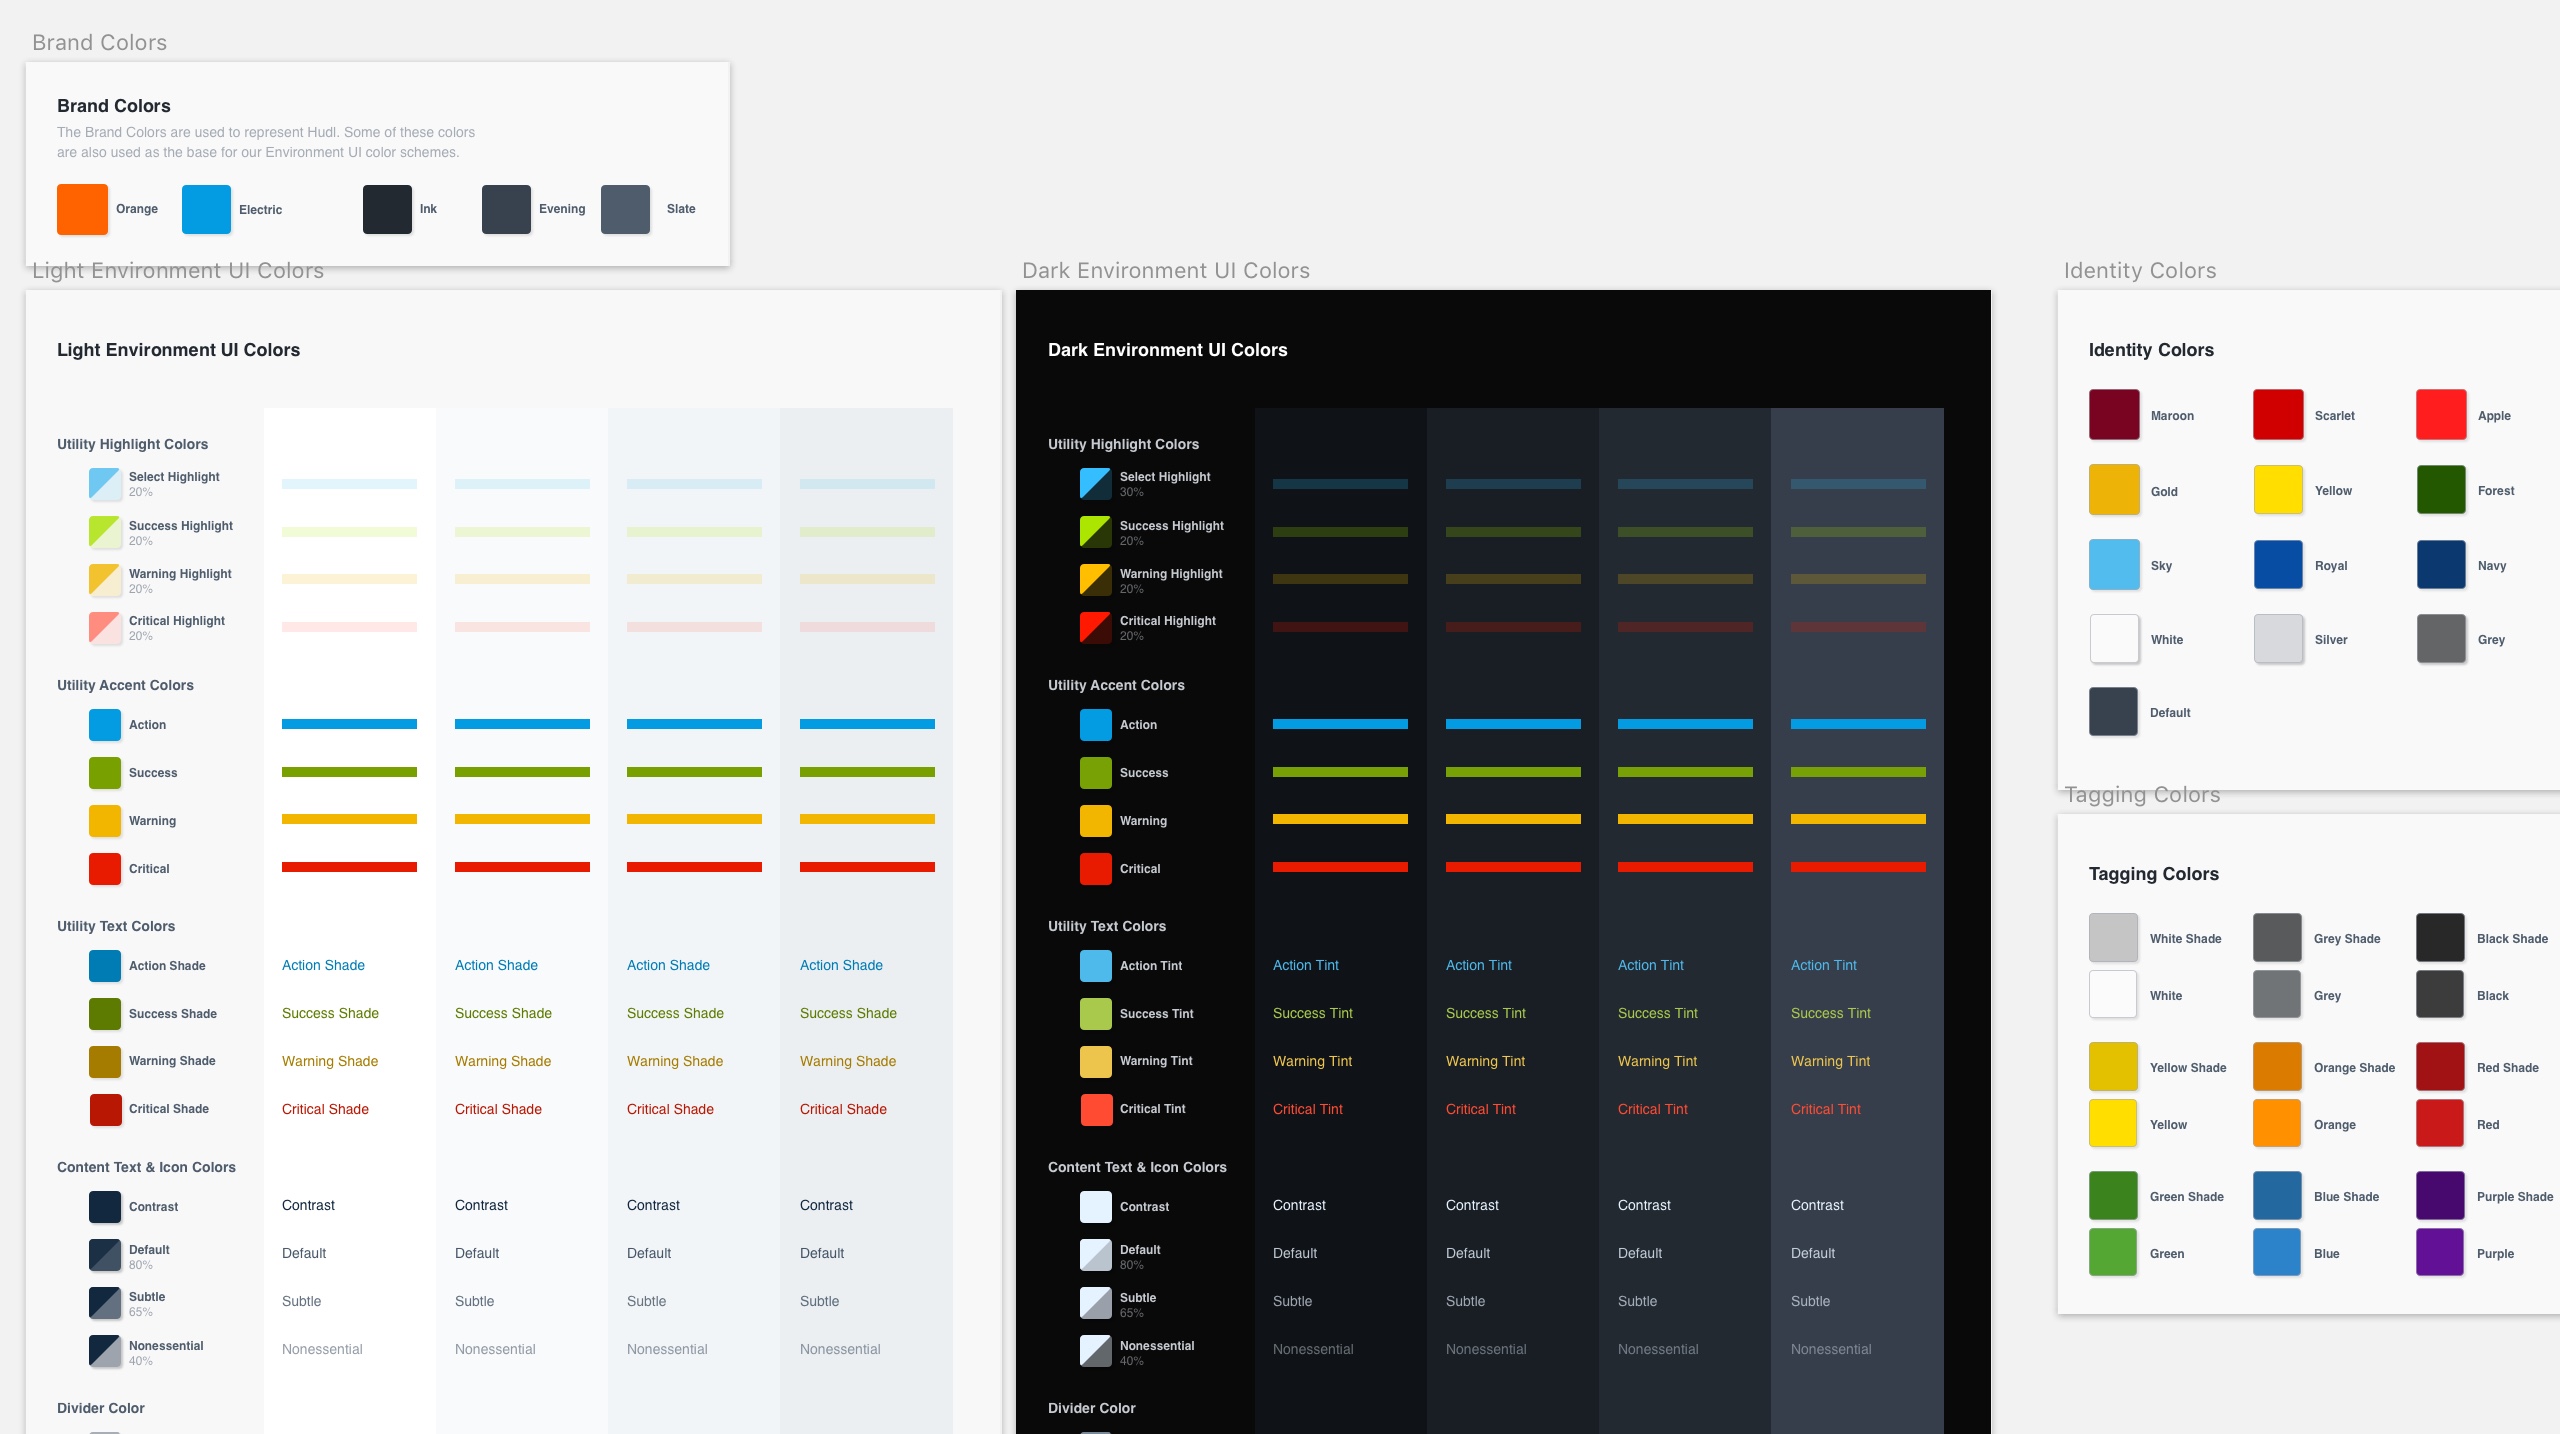 Brand Colors
Brand Colors
The Brand Colors are used to represent Hudl. Some of these colors
are also used as the base for our Environment UI color schemes.
Orange Electric Ink Evening Slate
Light Environment UI Colors
Light Environment UI Colors
Utility Highlight Colors
Select Highlight
20%
Success Highlight
20%
Warning Highlight
20%
Critical Highlight
20%
Utility Accent Colors
Action
Success
Warning
Critical
Utility Text Colors
Action Shade Action Shade Action Shade Action Shade Action Shade
Success Shade Success Shade Success Shade Success Shade Success Shade
Warning Shade Warning Shade Warning Shade Warning Shade Warning Shade
Critical Shade Critical Shade Critical Shade Critical Shade Critical Shade
Content Text & Icon Colors
Contrast Contrast Contrast Contrast Contrast
Default Default Default Default Default
80%
Subtle Subtle Subtle Subtle Subtle
65%
Nonessential Nonessential Nonessential Nonessential Nonessential
40%
Divider Color
Dark Environment UI Colors
Dark Environment UI Colors
Utility Highlight Colors
Select Highlight
30%
Success Highlight
20%
Warning Highlight
20%
Critical Highlight
20%
Utility Accent Colors
Action
Success
Warning
Critical
Utility Text Colors
Action Tint Action Tint Action Tint Action Tint Action Tint
Success Tint Success Tint Success Tint Success Tint Success Tint
Warning Tint Warning Tint Warning Tint Warning Tint Warning Tint
Critical Tint Critical Tint Critical Tint Critical Tint Critical Tint
Content Text & Icon Colors
Contrast Contrast Contrast Contrast Contrast
Default Default Default Default Default
80%
Subtle Subtle Subtle Subtle Subtle
65%
Nonessential Nonessential Nonessential Nonessential Nonessential
40%
Divider Color
Identity Colors
Identity Colors
Maroon Scarlet Apple
Gold Yellow Forest
Sky Royal Navy
White Silver Grey
Default
Tagging Colors
Tagging Colors
White Shade Grey Shade Black Shade
White Grey Black
Yellow Shade Orange Shade Red Shade
Yellow Orange Red
Green Shade Blue Shade Purple Shade
Green Blue Purple